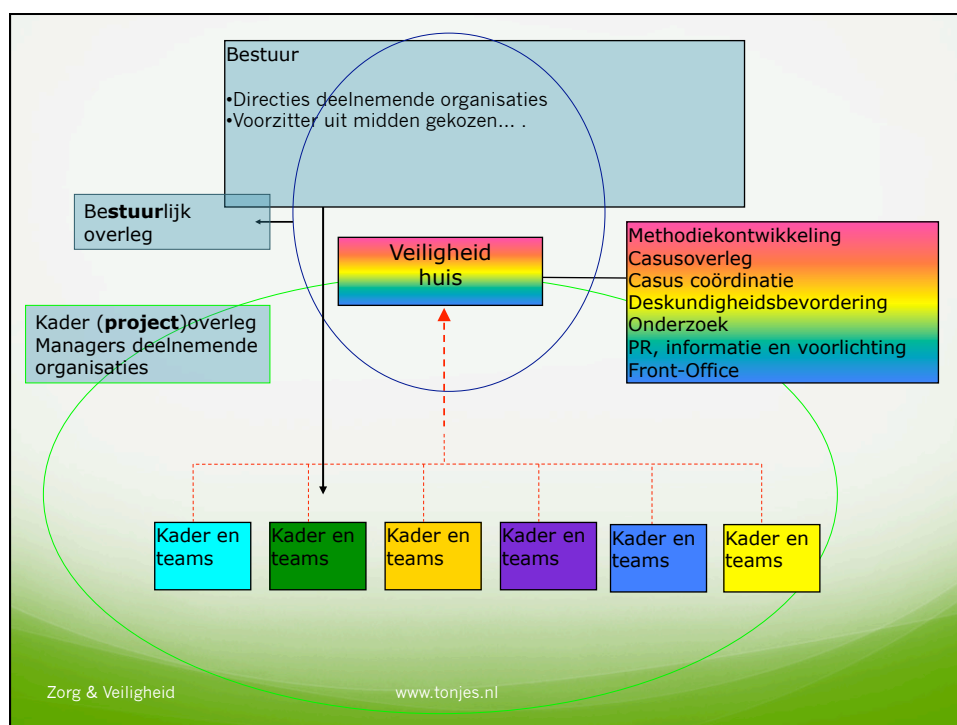 Bestuur
•Directies deelnemende organisaties
•Voorzitter uit midden gekozen... .
Bestuurlijk
overleg
Veiligheid
huis
Methodiekontwikkeling
Casusoverleg
Casus coördinatie
Deskundigheidsbevordering
Onderzoek
PR, informatie en voorlichting
Front-Office
Kader (project)overleg
Managers deelnemende
organisaties
Kader en
teams
Kader en
teams
Kader en
teams
Kader en
teams
Kader en
teams
Kader en
teams
Zorg & Veiligheid
www.tonjes.nl